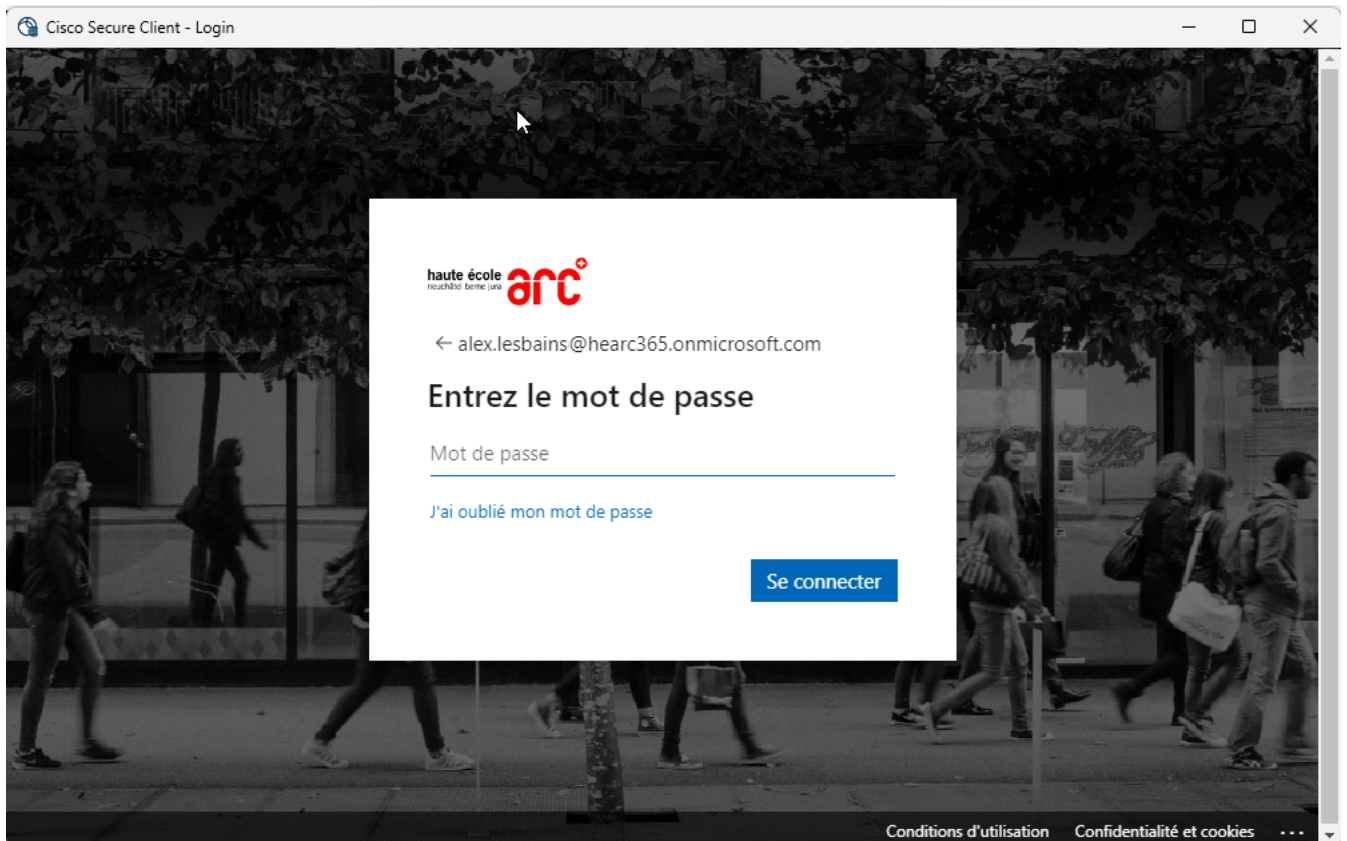 Cisco Secure Client - Login
haute école arc
neuchâtel berne jura
← alex.lesbains@hearc365.onmicrosoft.com
Entrez le mot de passe
Mot de passe
J'ai oublié mon mot de passe
Se connecter
Conditions d'utilisation Confidentialité et cookies ...